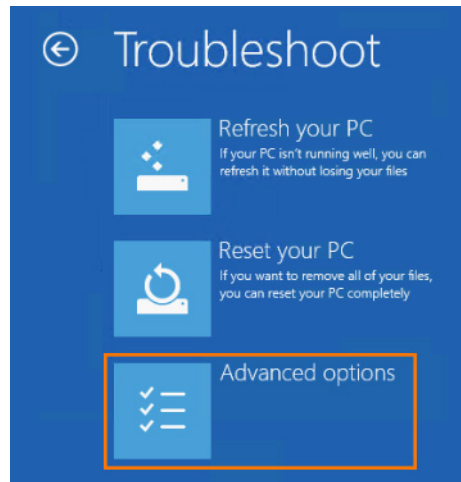 Troubleshoot
Refresh your PC
If your PC isn't running well, you can
refresh it without losing your files
Reset your PC
If you want to remove all of your files,
you can reset your PC completely
Advanced options